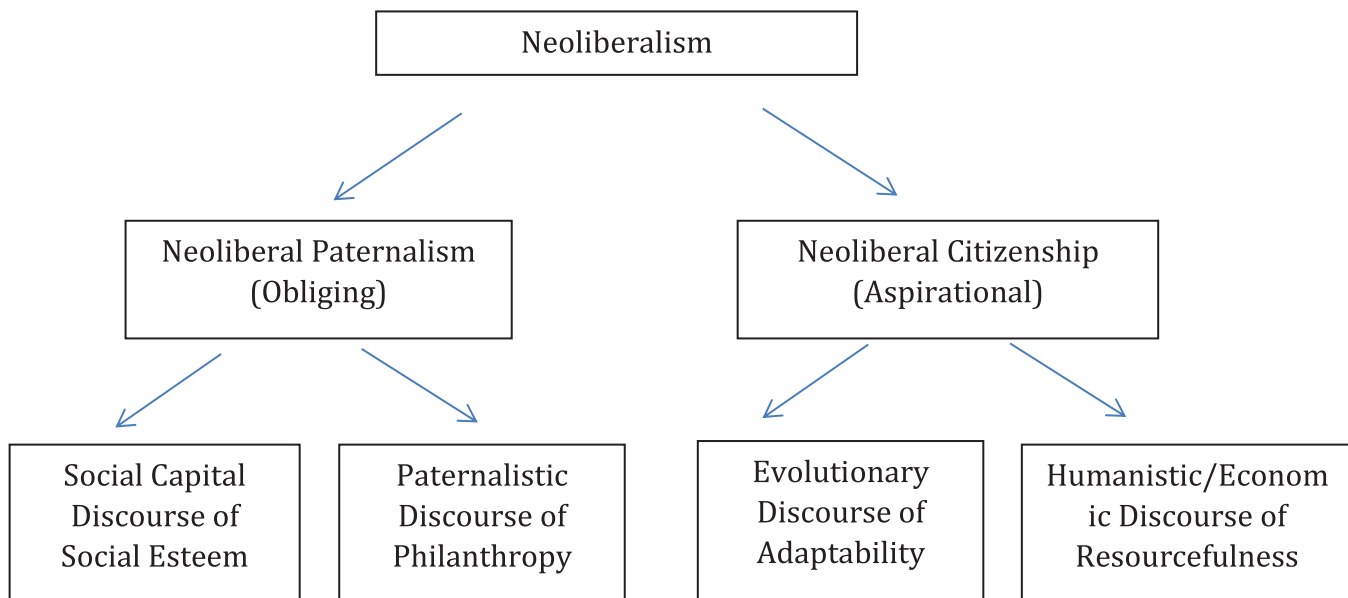 Neoliberalism
Neoliberal Paternalism
(Obliging)
Neoliberal Citizenship
(Aspirational)
Social Capital
Discourse of
Social Esteem
Paternalistic
Discourse of
Philanthropy
Evolutionary
Discourse of
Adaptability
Humanistic/Econom
ic Discourse of
Resourcefulness